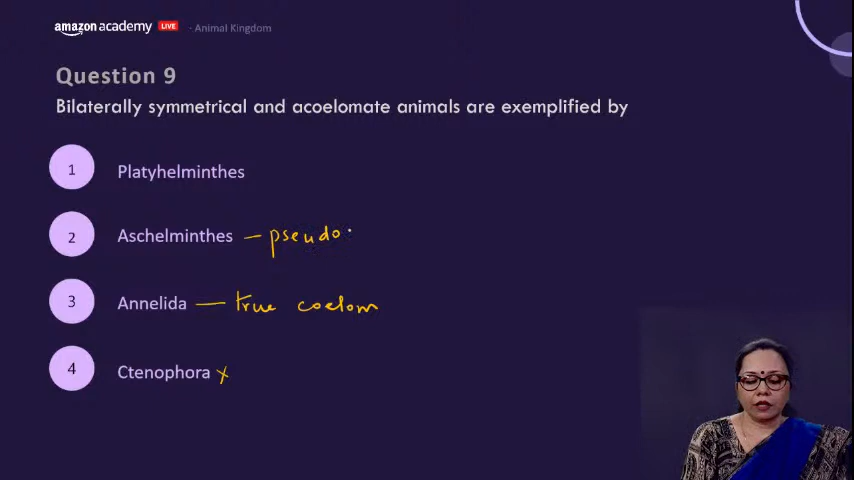 amazon academy LIVE · Animal Kingdom
Question 9
Bilaterally symmetrical and acoelomate animals are exemplified by
1 Platyhelminthes
2 Aschelminthes — pseudo
3 Annelida — true coelom
4 Ctenophora x